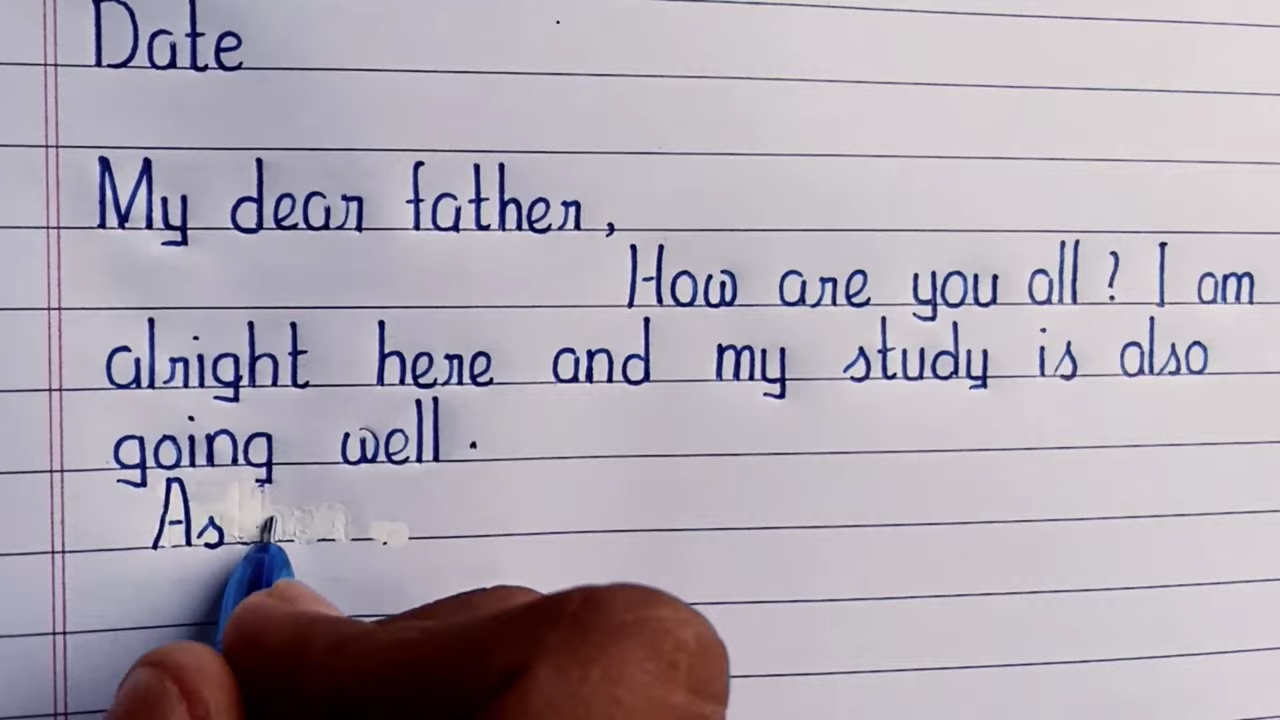 Date
My dear father,
How are you all? I am
alright here and my study is also
going well.
As